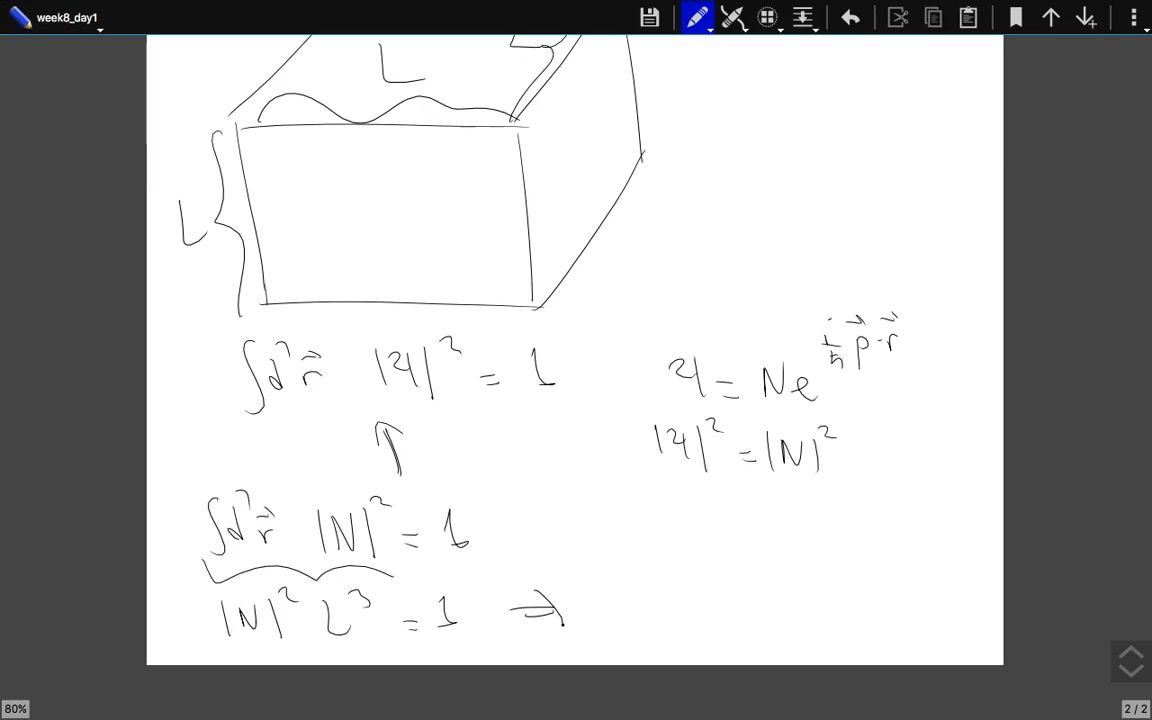 week8_day1
L
L
∫d³r⃗ |ψ|² = 1
ψ = Ne^{i/ħ p⃗·r⃗}
|ψ|² = |N|²
∫d³r⃗ |N|² = 1
|N|² L³ = 1 ⇒
80%
2 / 2